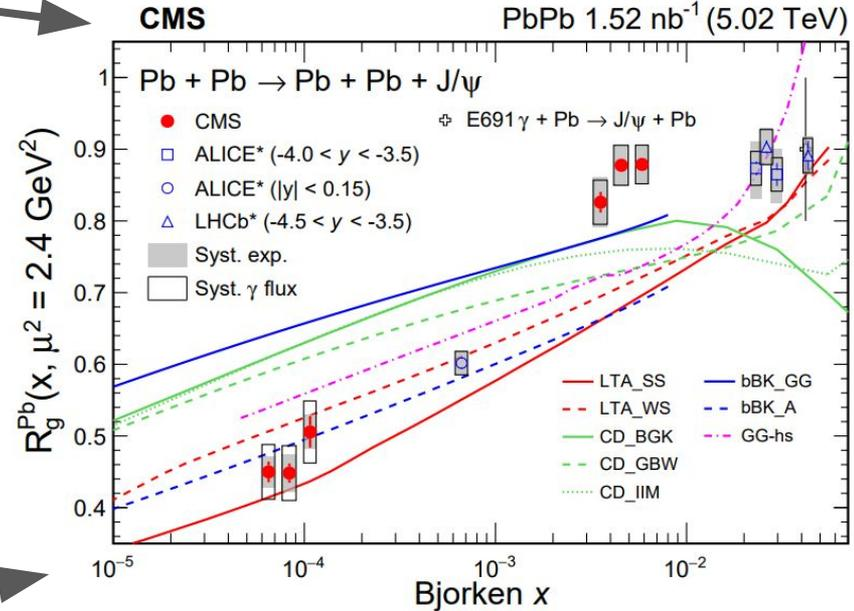 CMS PbPb 1.52 nb⁻¹ (5.02 TeV)
Pb + Pb → Pb + Pb + J/ψ
CMS
E691 γ + Pb → J/ψ + Pb
ALICE* (-4.0 < y < -3.5)
ALICE* (|y| < 0.15)
LHCb* (-4.5 < y < -3.5)
Syst. exp.
Syst. γ flux
LTA_SS
LTA_WS
CD_BGK
CD_GBW
CD_IIM
bBK_GG
bBK_A
GG-hs
1
0.9
0.8
0.7
0.6
0.5
0.4
R_g^Pb(x, μ² = 2.4 GeV²)
10⁻⁵ 10⁻⁴ 10⁻³ 10⁻²
Bjorken x